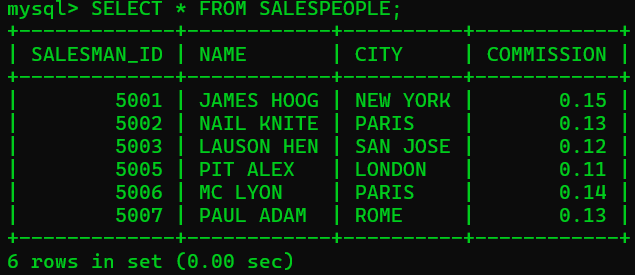 mysql> SELECT * FROM SALESPEOPLE;
+-------------+------------+----------+------------+
| SALESMAN_ID | NAME       | CITY     | COMMISSION |
+-------------+------------+----------+------------+
|        5001 | JAMES HOOG | NEW YORK |       0.15 |
|        5002 | NAIL KNITE | PARIS    |       0.13 |
|        5003 | LAUSON HEN | SAN JOSE |       0.12 |
|        5005 | PIT ALEX   | LONDON   |       0.11 |
|        5006 | MC LYON    | PARIS    |       0.14 |
|        5007 | PAUL ADAM  | ROME     |       0.13 |
+-------------+------------+----------+------------+
6 rows in set (0.00 sec)